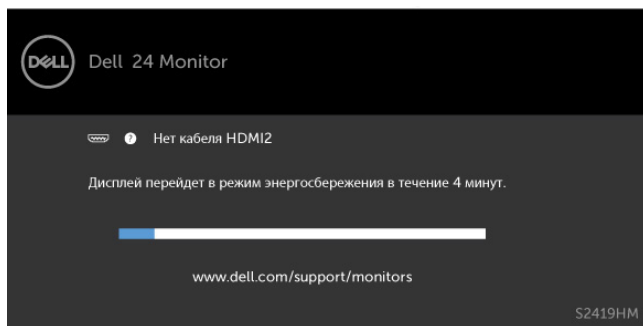 DELL
Dell 24 Monitor
Нет кабеля HDMI2
Дисплей перейдет в режим энергосбережения в течение 4 минут.
www.dell.com/support/monitors
S2419HM